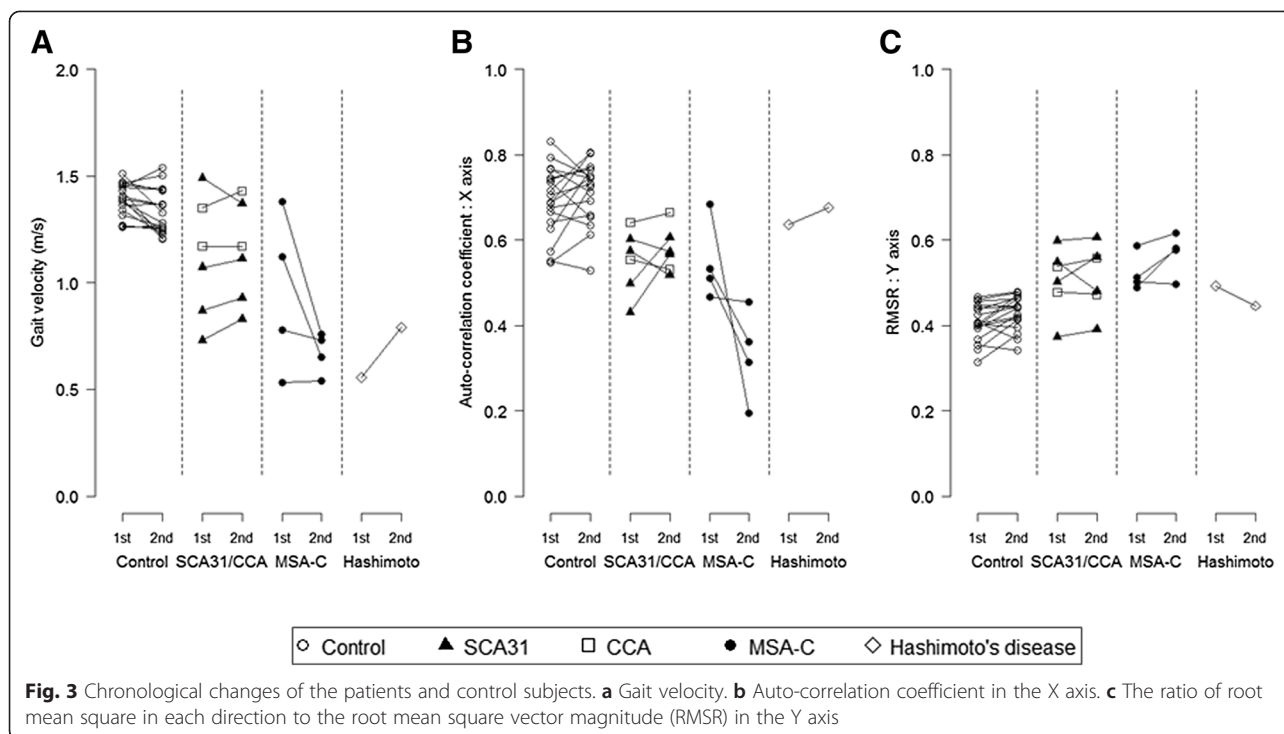 A
B
C
2.0
1.5
1.0
0.5
0.0
Gait velocity (m/s)
1st 2nd 1st 2nd 1st 2nd 1st 2nd
Control SCA31/CCA MSA-C Hashimoto
1.0
0.8
0.6
0.4
0.2
0.0
Auto-correlation coefficient : X axis
1st 2nd 1st 2nd 1st 2nd 1st 2nd
Control SCA31/CCA MSA-C Hashimoto
1.0
0.8
0.6
0.4
0.2
0.0
RMSR : Y axis
1st 2nd 1st 2nd 1st 2nd 1st 2nd
Control SCA31/CCA MSA-C Hashimoto
Control SCA31 CCA MSA-C Hashimoto's disease
Fig. 3 Chronological changes of the patients and control subjects. a Gait velocity. b Auto-correlation coefficient in the X axis. c The ratio of root
mean square in each direction to the root mean square vector magnitude (RMSR) in the Y axis